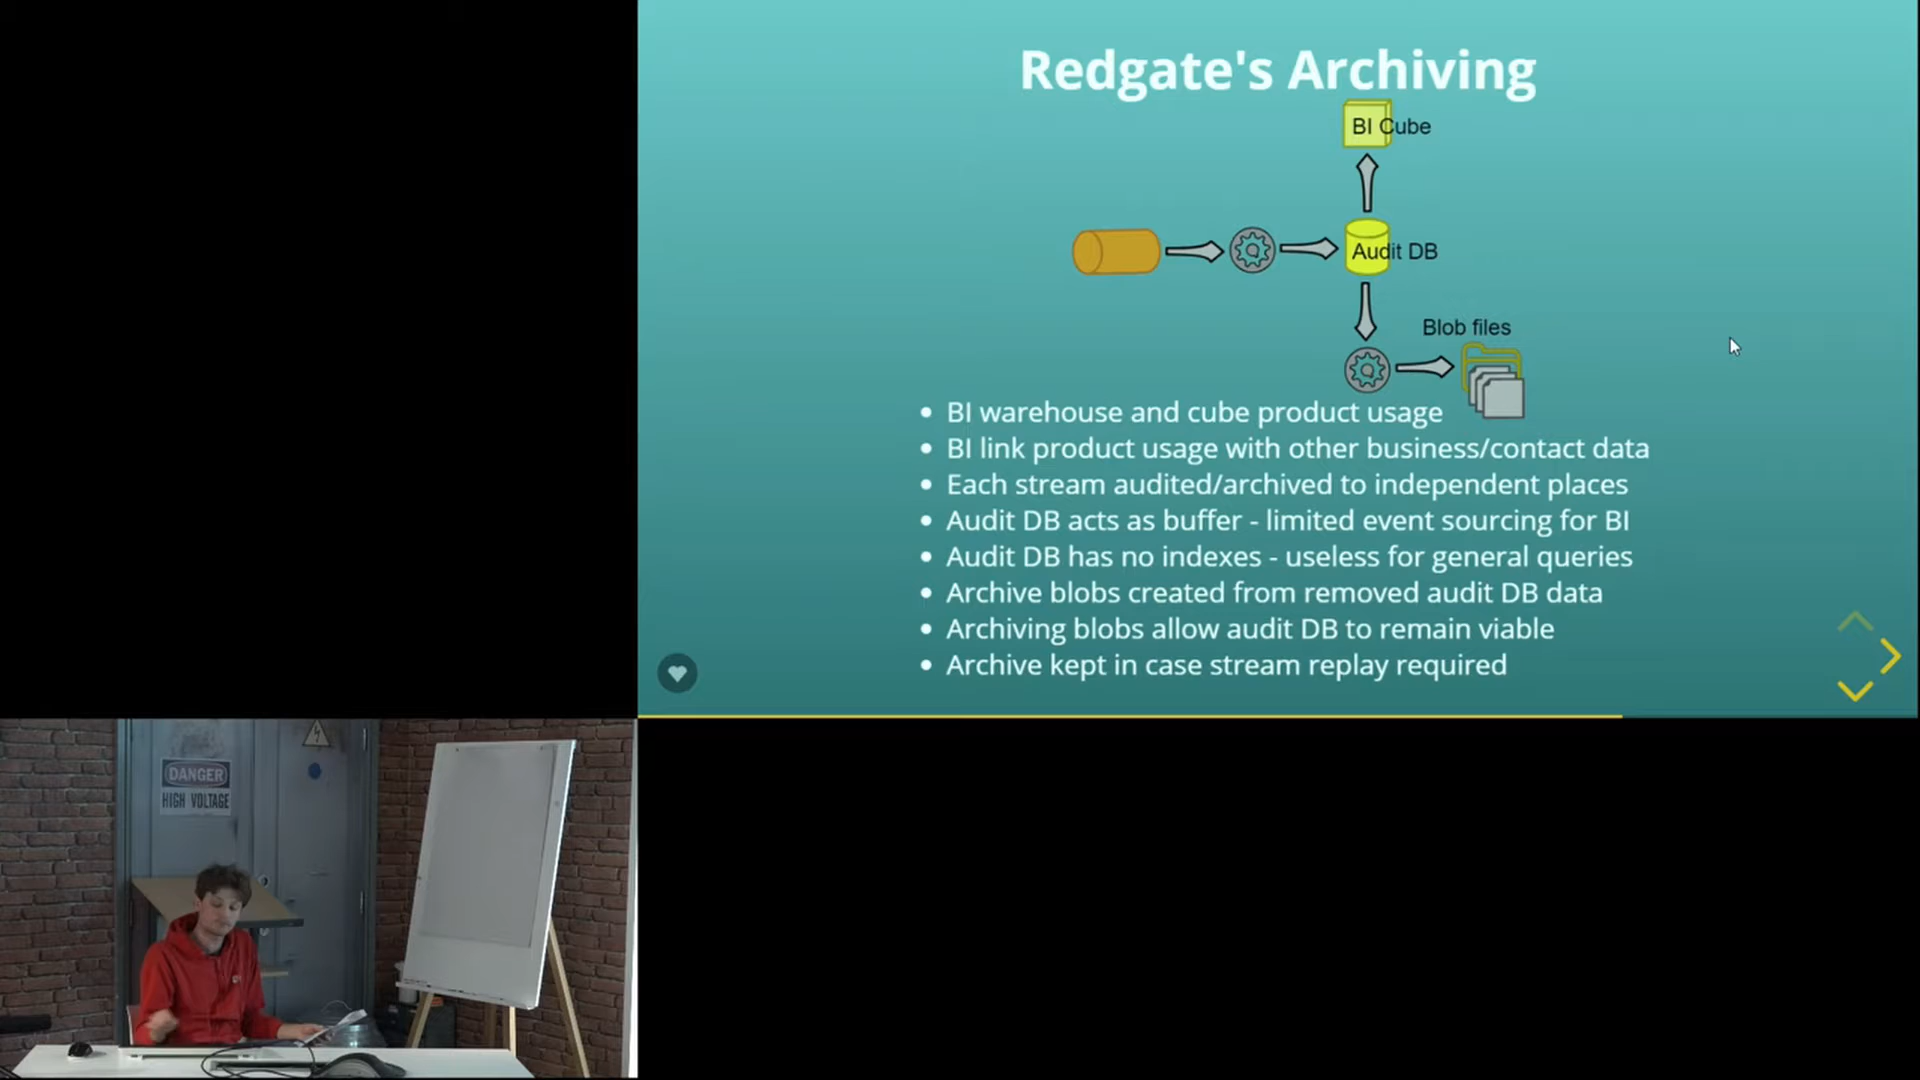 Redgate's Archiving
BI Cube
Audit DB
Blob files
BI warehouse and cube product usage
BI link product usage with other business/contact data
Each stream audited/archived to independent places
Audit DB acts as buffer - limited event sourcing for BI
Audit DB has no indexes - useless for general queries
Archive blobs created from removed audit DB data
Archiving blobs allow audit DB to remain viable
Archive kept in case stream replay required
DANGER
HIGH VOLTAGE